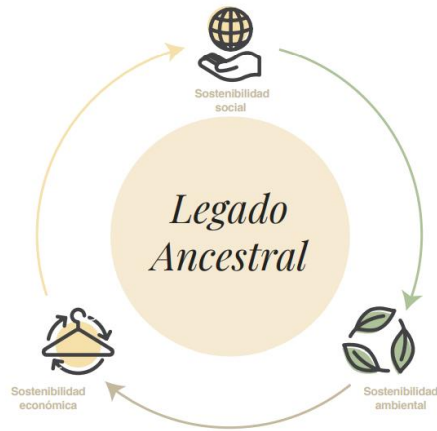 Sostenibilidad
social
Legado
Ancestral
Sostenibilidad
económica
Sostenibilidad
ambiental